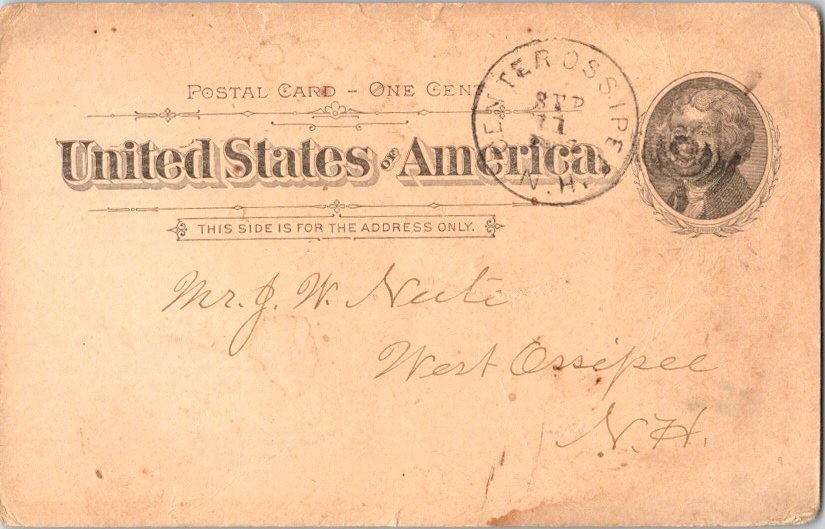 POSTAL CARD – ONE CENT
United States OF America.
THIS SIDE IS FOR THE ADDRESS ONLY.
CENTER OSSIPEE
SEP
11
N.H.
Mr. J. W.
West Ossipee
N.H.